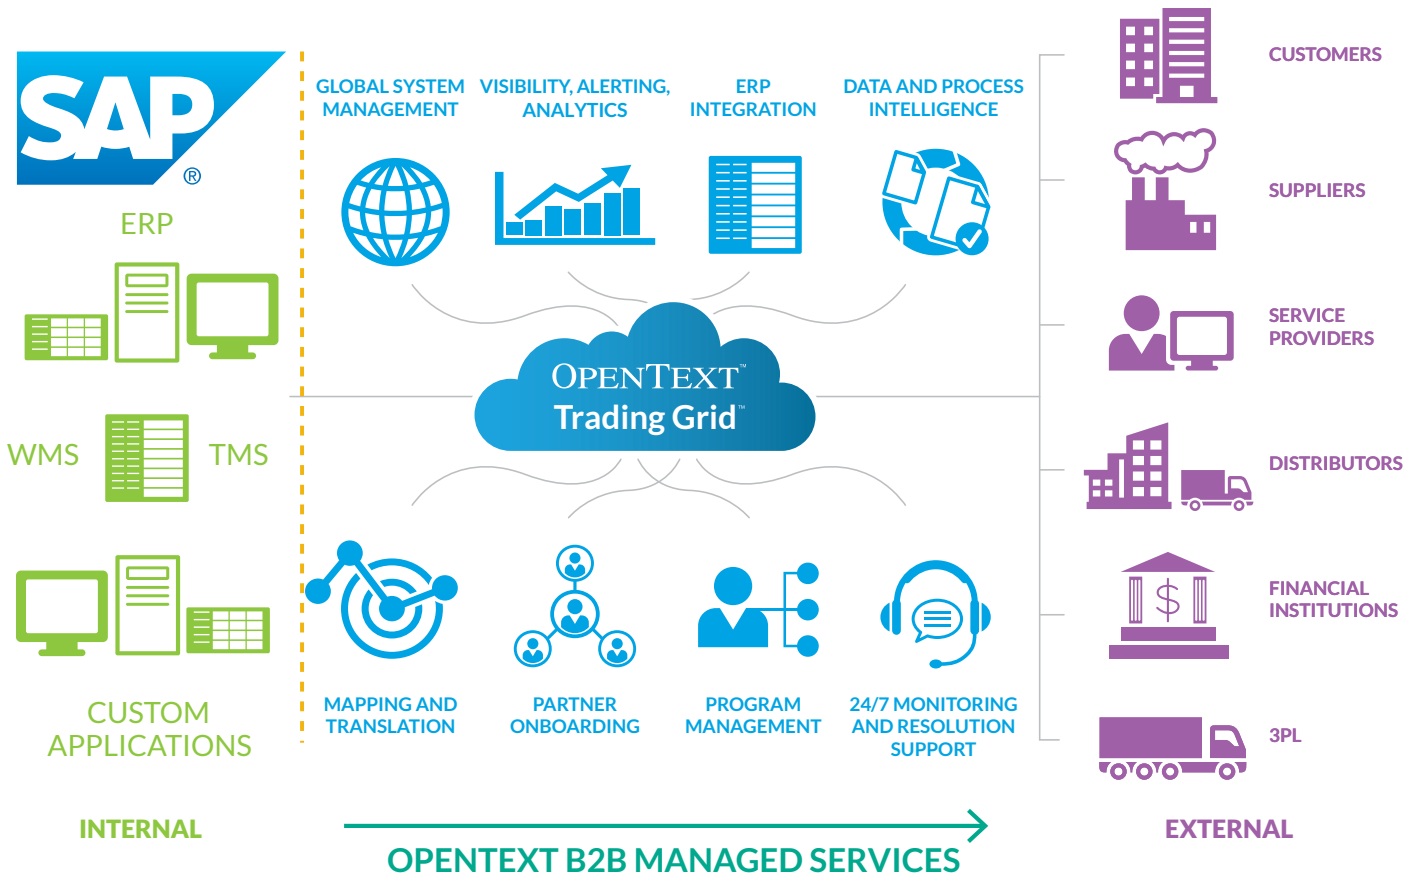 SAP
®
ERP
WMS
TMS
CUSTOM
APPLICATIONS
INTERNAL
GLOBAL SYSTEM
MANAGEMENT
VISIBILITY, ALERTING,
ANALYTICS
ERP
INTEGRATION
DATA AND PROCESS
INTELLIGENCE
OPENTEXT™
Trading Grid™
MAPPING AND
TRANSLATION
PARTNER
ONBOARDING
PROGRAM
MANAGEMENT
24/7 MONITORING
AND RESOLUTION
SUPPORT
OPENTEXT B2B MANAGED SERVICES
CUSTOMERS
SUPPLIERS
SERVICE
PROVIDERS
DISTRIBUTORS
$
FINANCIAL
INSTITUTIONS
3PL
EXTERNAL